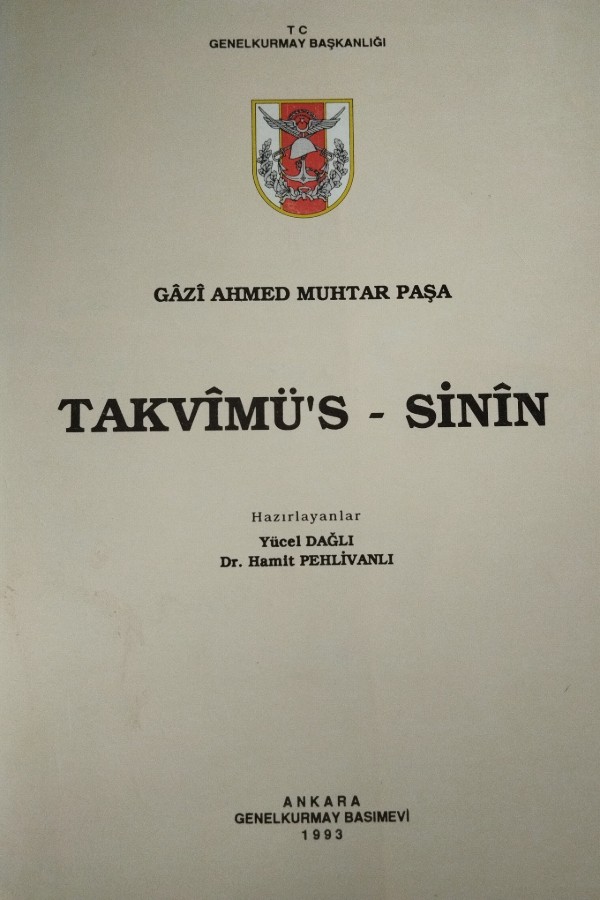 T C
GENELKURMAY BAŞKANLIĞI
GÂZÎ AHMED MUHTAR PAŞA
TAKVÎMÜ'S - SİNÎN
Hazırlayanlar
Yücel DAĞLI
Dr. Hamit PEHLİVANLI
ANKARA
GENELKURMAY BASIMEVİ
1993